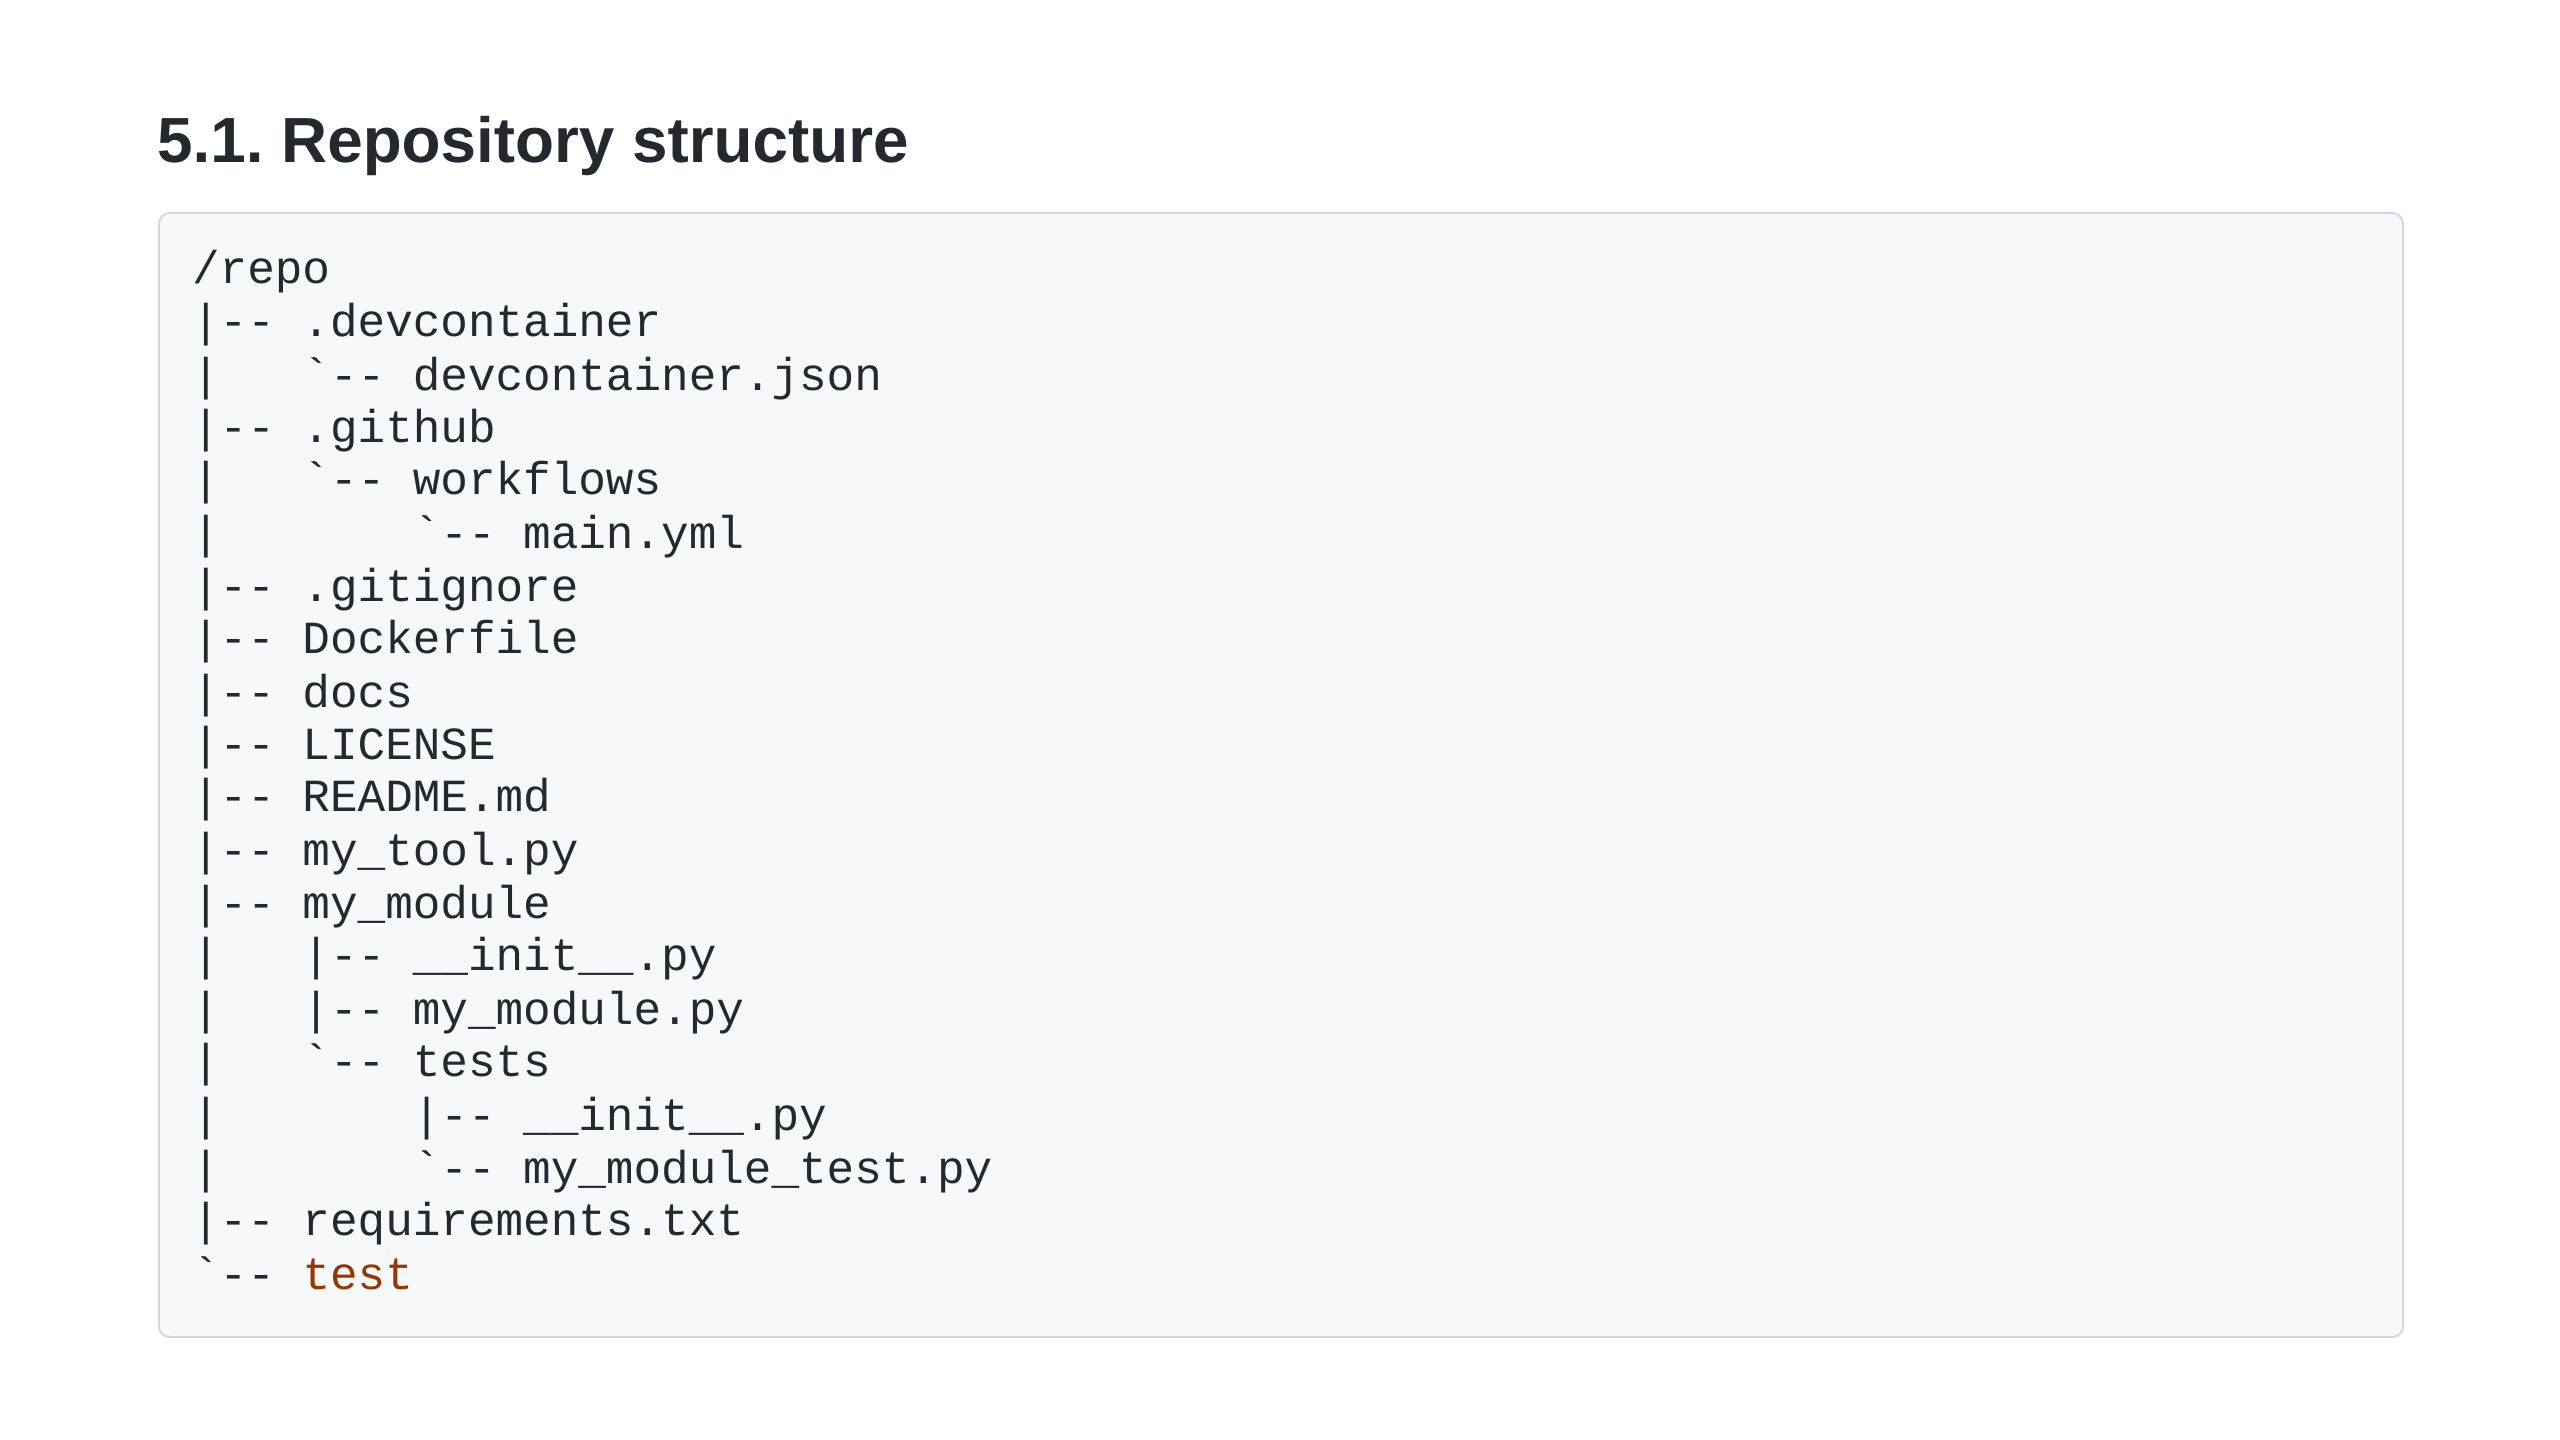 5.1. Repository structure
/repo
|-- .devcontainer
|   `-- devcontainer.json
|-- .github
|   `-- workflows
|       `-- main.yml
|-- .gitignore
|-- Dockerfile
|-- docs
|-- LICENSE
|-- README.md
|-- my_tool.py
|-- my_module
|   |-- __init__.py
|   |-- my_module.py
|   `-- tests
|       |-- __init__.py
|       `-- my_module_test.py
|-- requirements.txt
`-- test